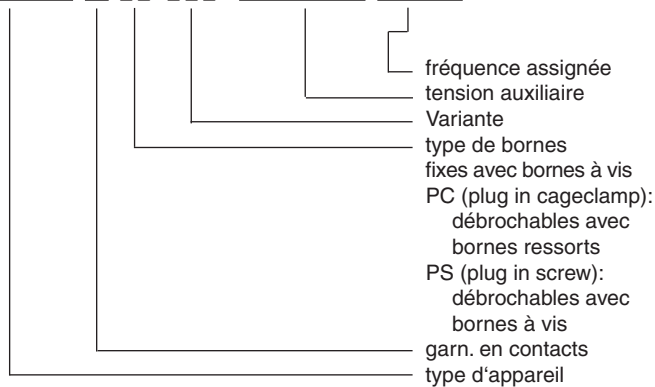 fréquence assignée
tension auxiliaire
Variante
type de bornes
fixes avec bornes à vis
PC (plug in cageclamp):
débrochables avec
bornes ressorts
PS (plug in screw):
débrochables avec
bornes à vis
garn. en contacts
type d‘appareil